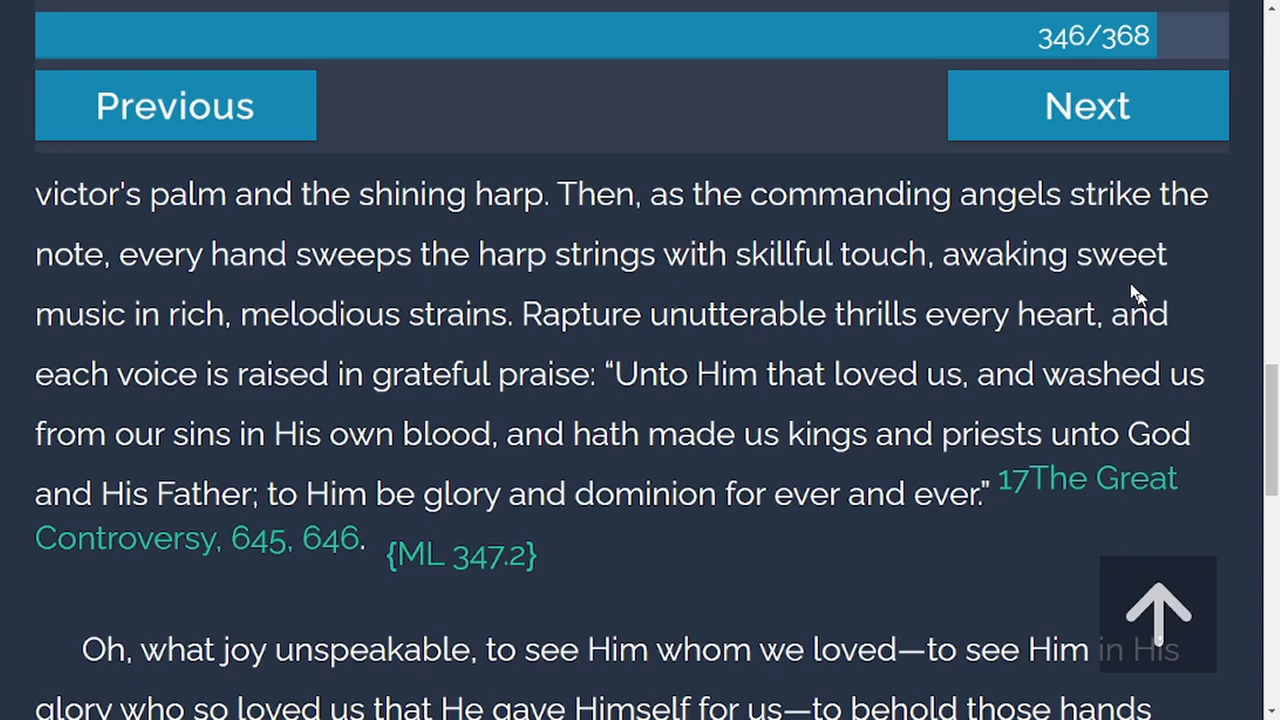 346/368
Previous
Next
victor's palm and the shining harp. Then, as the commanding angels strike the
note, every hand sweeps the harp strings with skillful touch, awaking sweet
music in rich, melodious strains. Rapture unutterable thrills every heart, and
each voice is raised in grateful praise: “Unto Him that loved us, and washed us
from our sins in His own blood, and hath made us kings and priests unto God
and His Father; to Him be glory and dominion for ever and ever.” 17The Great
Controversy, 645, 646. {ML 347.2}
Oh, what joy unspeakable, to see Him whom we loved—to see Him in His
glory who so loved us that He gave Himself for us—to behold those hands